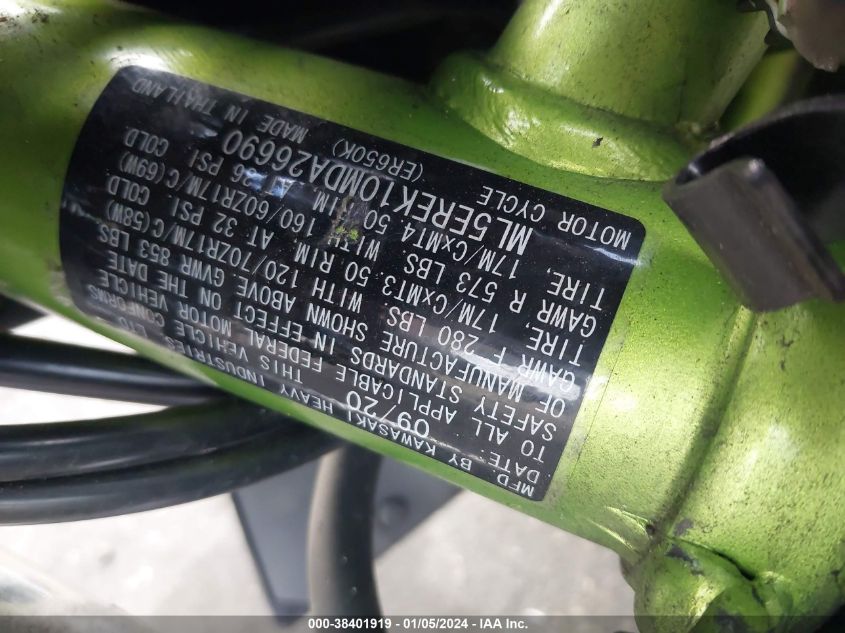 MFD. BY KAWASAKI HEAVY INDUSTRIES, LTD.
DATE: 09/20 THIS VEHICLE CONFORMS
TO ALL APPLICABLE FEDERAL MOTOR VEHICLE
SAFETY STANDARDS IN EFFECT ON THE DATE
OF MANUFACTURE SHOWN ABOVE GVWR 853 LBS
GAWR F 280 LBS. WITH 120/70ZR17M/C(58W)
TIRE, 17M/CxMT3.50 RIM, AT 32 PSI. COLD
GAWR R 573 LBS WITH 160/60ZR17M/C(69W)
TIRE, 17M/CxMT4.50 RIM, AT 36 PSI COLD.
ML5EREK10MDA26690
MOTOR CYCLE (ER650K) MADE IN THAILAND
000-38401919 - 01/05/2024 - IAA Inc.